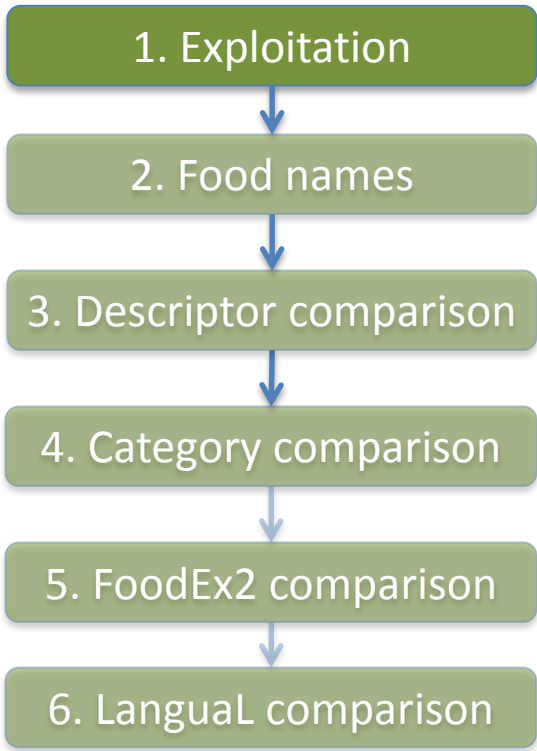 1. Exploitation
2. Food names
3. Descriptor comparison
4. Category comparison
5. FoodEx2 comparison
6. LanguaL comparison